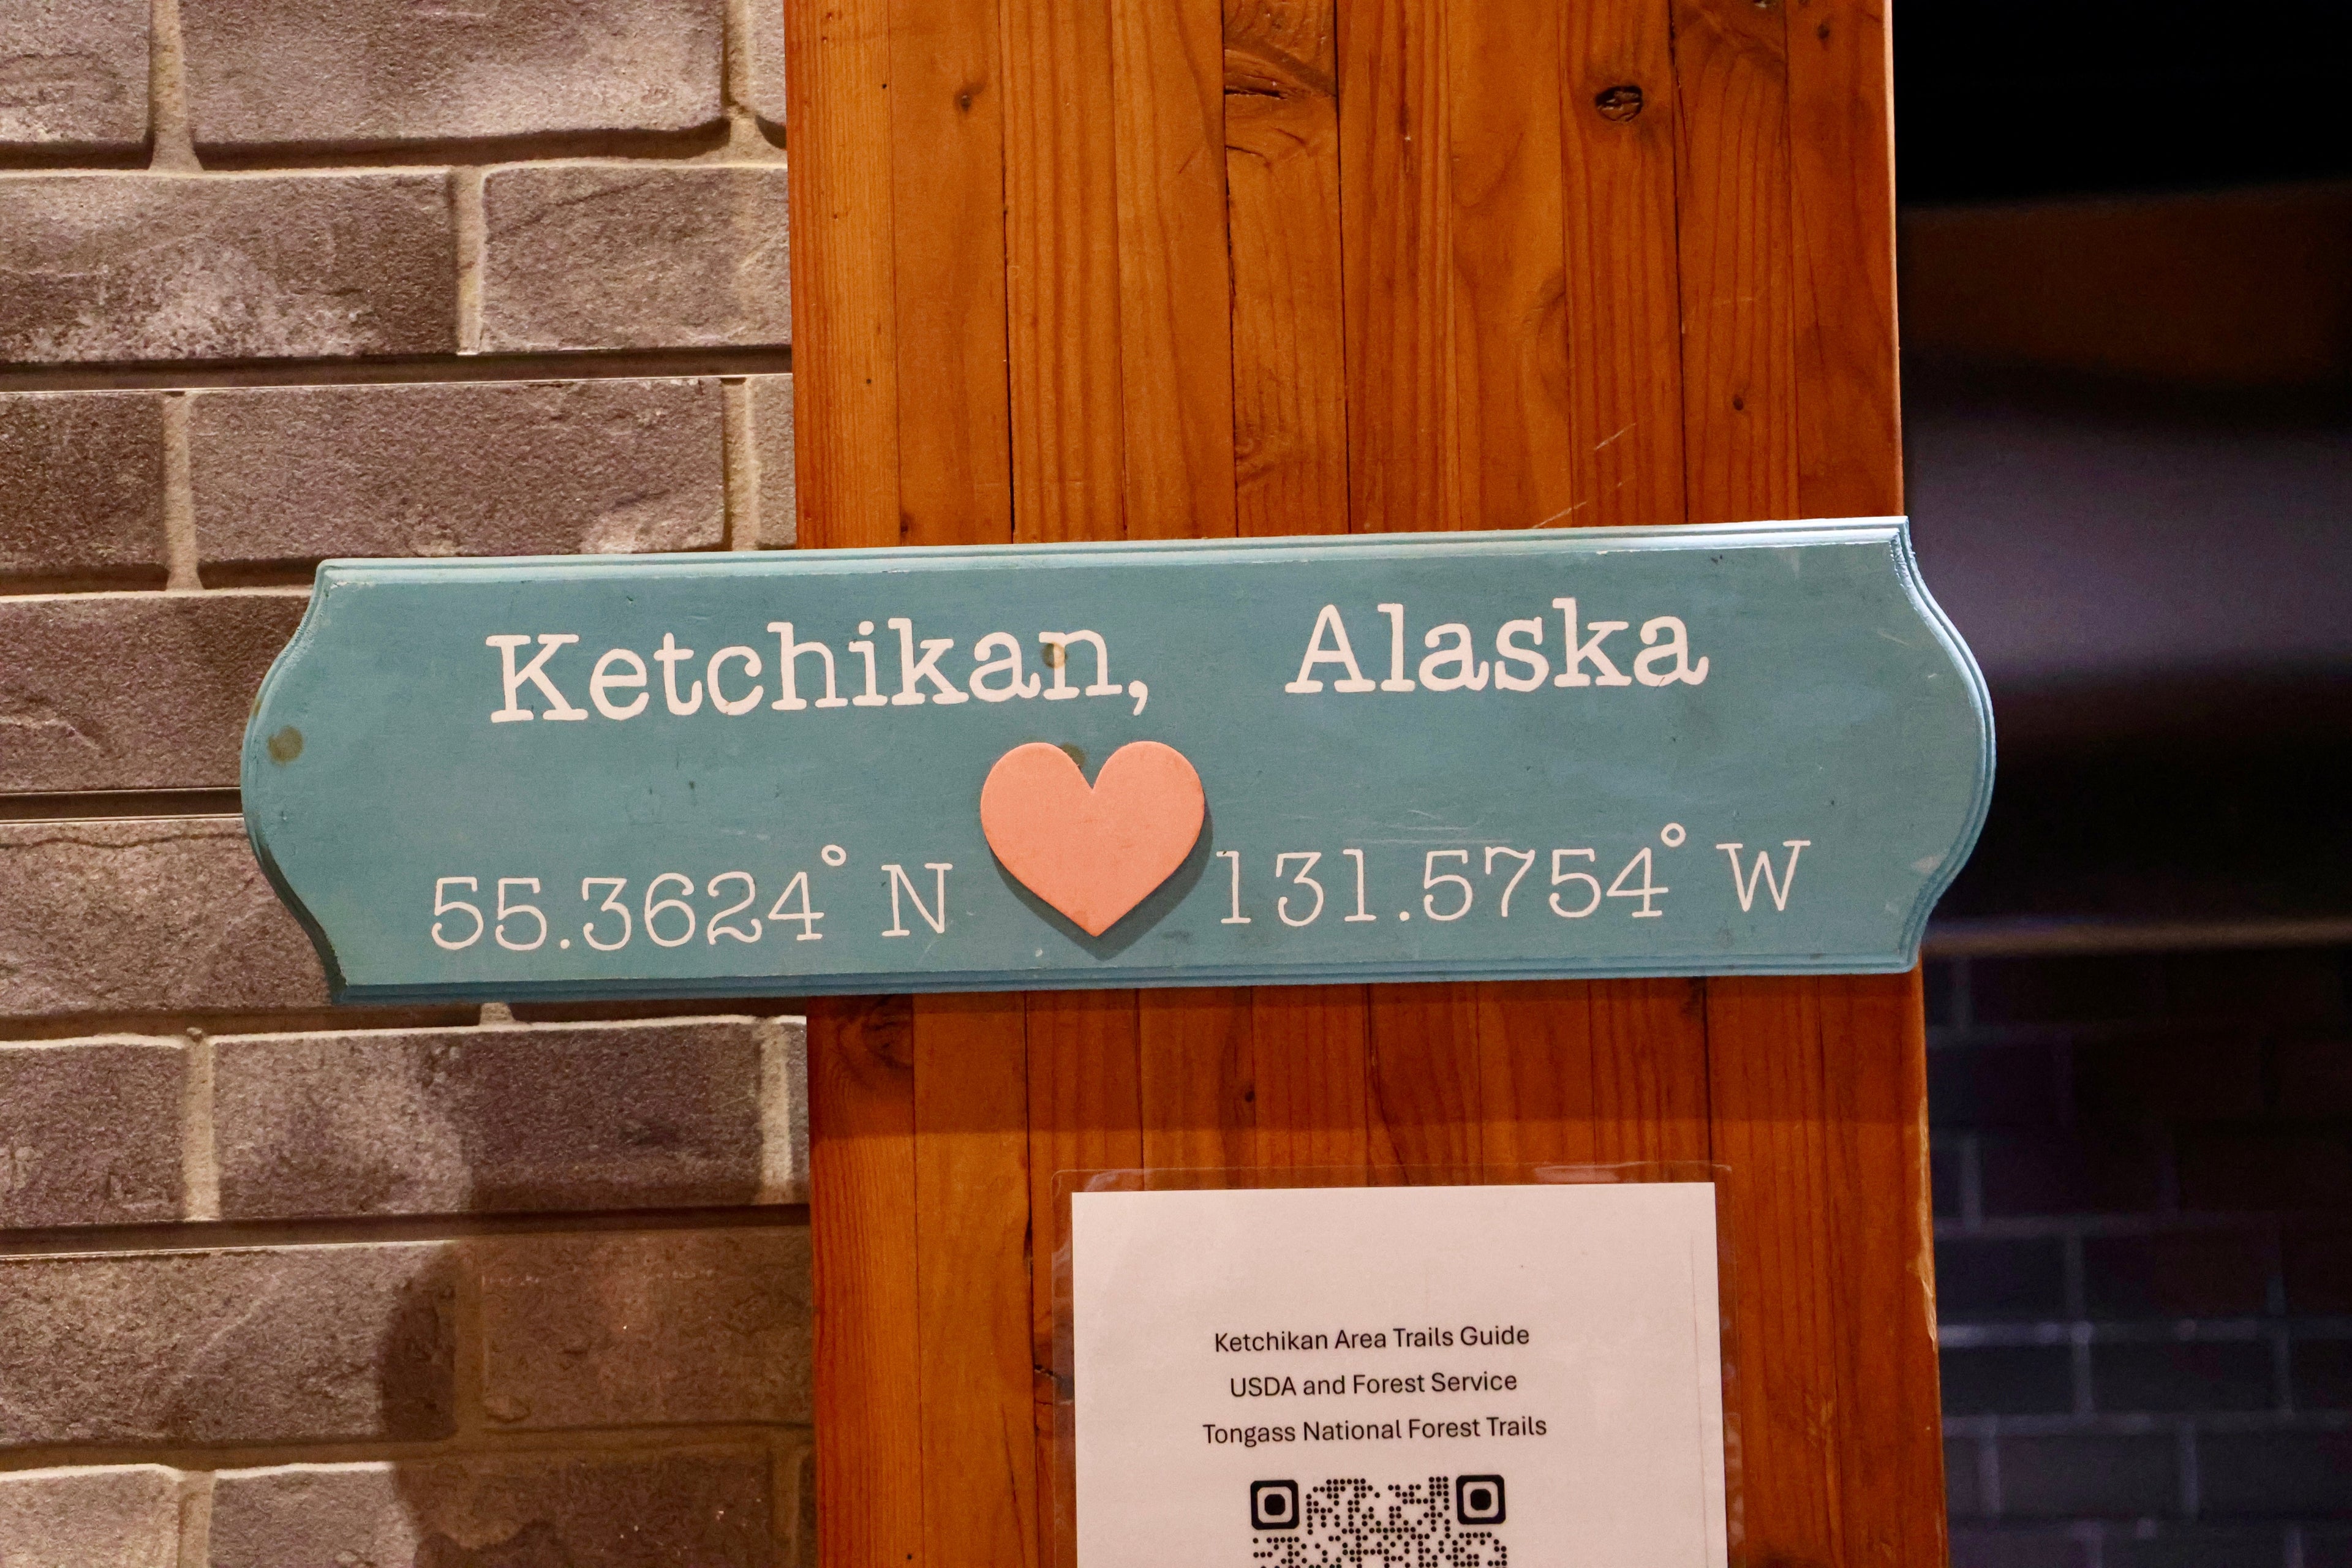 Ketchikan, Alaska
55.3624° N 131.5754° W
Ketchikan Area Trails Guide
USDA and Forest Service
Tongass National Forest Trails